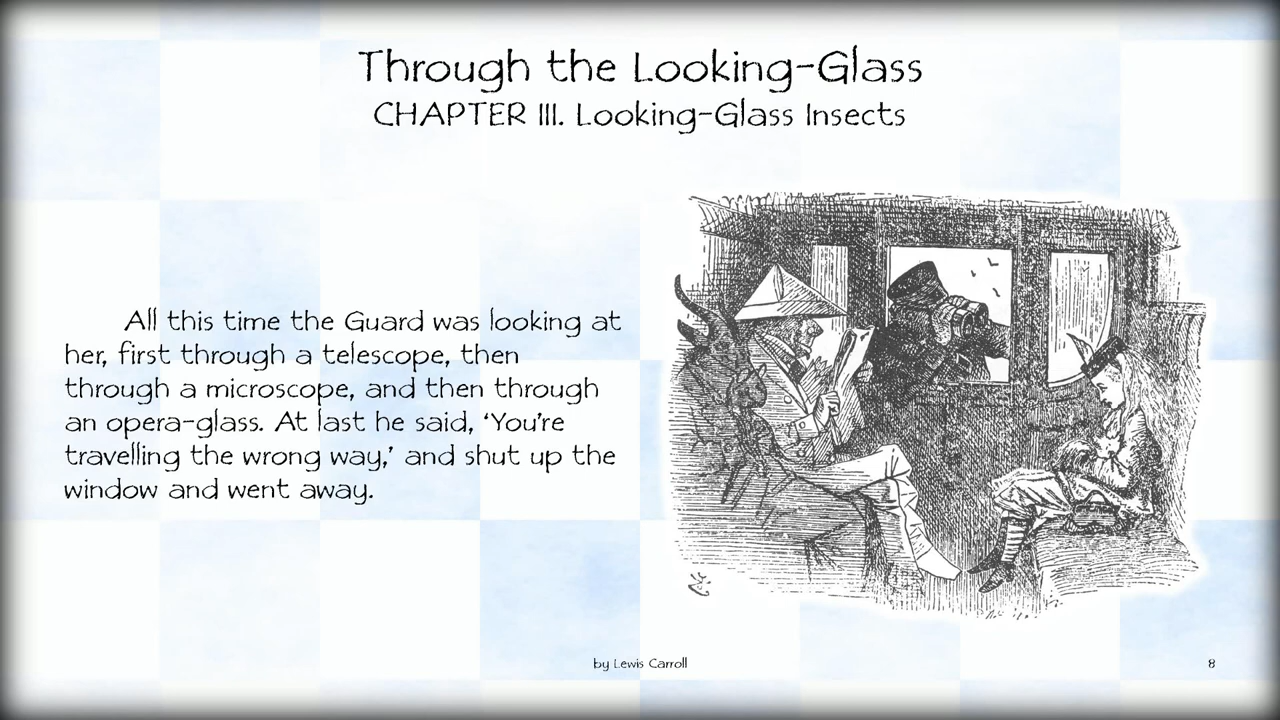 Through the Looking-Glass
CHAPTER III. Looking-Glass Insects
All this time the Guard was looking at
her, first through a telescope, then
through a microscope, and then through
an opera-glass. At last he said, ‘You’re
travelling the wrong way,’ and shut up the
window and went away.
by Lewis Carroll
8